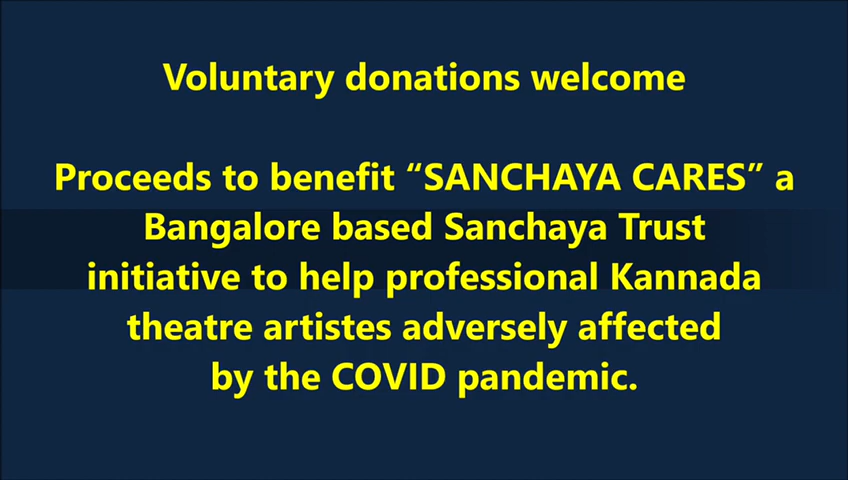 Voluntary donations welcome
Proceeds to benefit “SANCHAYA CARES” a
Bangalore based Sanchaya Trust
initiative to help professional Kannada
theatre artistes adversely affected
by the COVID pandemic.